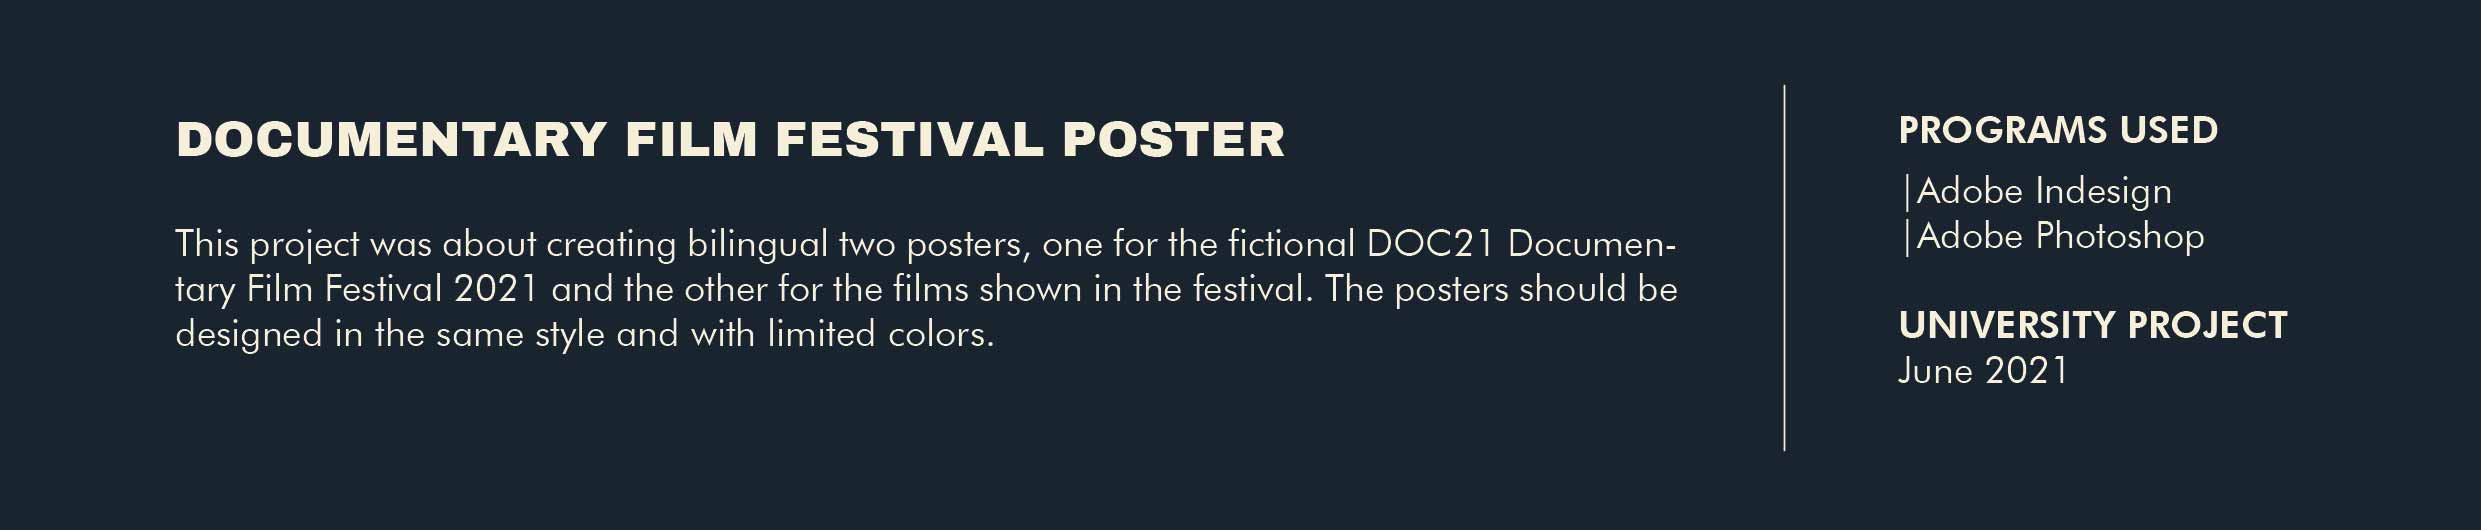 DOCUMENTARY FILM FESTIVAL POSTER
This project was about creating bilingual two posters, one for the fictional DOC21 Documen-
tary Film Festival 2021 and the other for the films shown in the festival. The posters should be
designed in the same style and with limited colors.
PROGRAMS USED
|Adobe Indesign
|Adobe Photoshop
UNIVERSITY PROJECT
June 2021